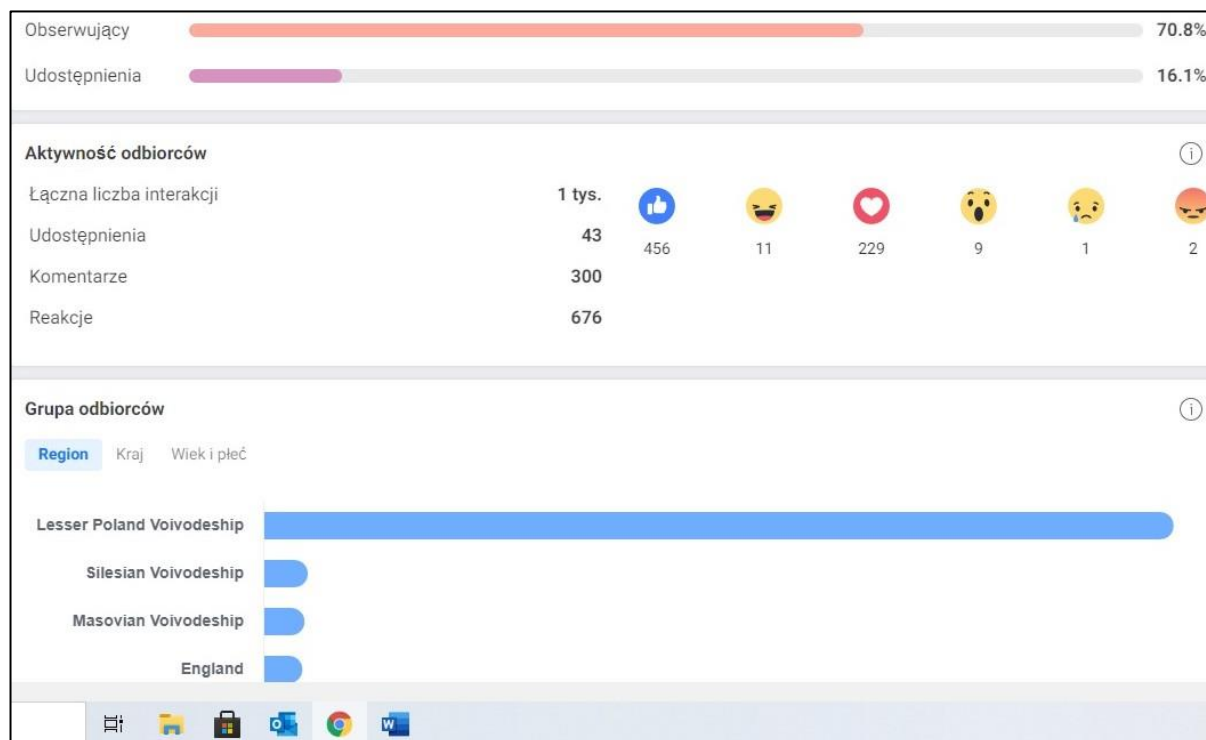 Obserwujący 70.8%
Udostępnienia 16.1%
Aktywność odbiorców
Łączna liczba interakcji 1 tys.
Udostępnienia 43
Komentarze 300
Reakcje 676
456 11 229 9 1 2
Grupa odbiorców
Region Kraj Wiek i płeć
Lesser Poland Voivodeship
Silesian Voivodeship
Masovian Voivodeship
England